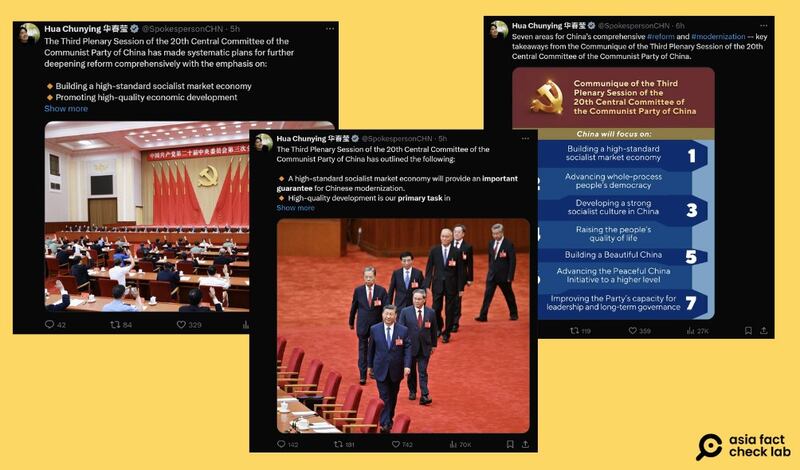 Hua Chunying 华春莹 @SpokespersonCHN · 5h
The Third Plenary Session of the 20th Central Committee of the
Communist Party of China has made systematic plans for further
deepening reform comprehensively with the emphasis on:
Building a high-standard socialist market economy
Promoting high-quality economic development
Show more
中国共产党第二十届中央委员会第三次全
42
84
329
Hua Chunying 华春莹 @SpokespersonCHN · 5h
The Third Plenary Session of the 20th Central Committee of the
Communist Party of China has outlined the following:
A high-standard socialist market economy will provide an important
guarantee for Chinese modernization.
High-quality development is our primary task in
Show more
142
181
742
70K
Hua Chunying 华春莹 @SpokespersonCHN · 6h
Seven areas for China's comprehensive #reform and #modernization -- key
takeaways from the Communique of the Third Plenary Session of the 20th
Central Committee of the Communist Party of China.
Communique of the Third
Plenary Session of the
20th Central Committee of
the Communist Party of China
China will focus on:
Building a high-standard
socialist market economy 1
Advancing whole-process
people's democracy
Developing a strong
socialist culture in China 3
Raising the people's
quality of life
Building a Beautiful China 5
Advancing the Peaceful China
Initiative to a higher level
Improving the Party's capacity for
leadership and long-term governance 7
119
359
27K
asia fact
check lab